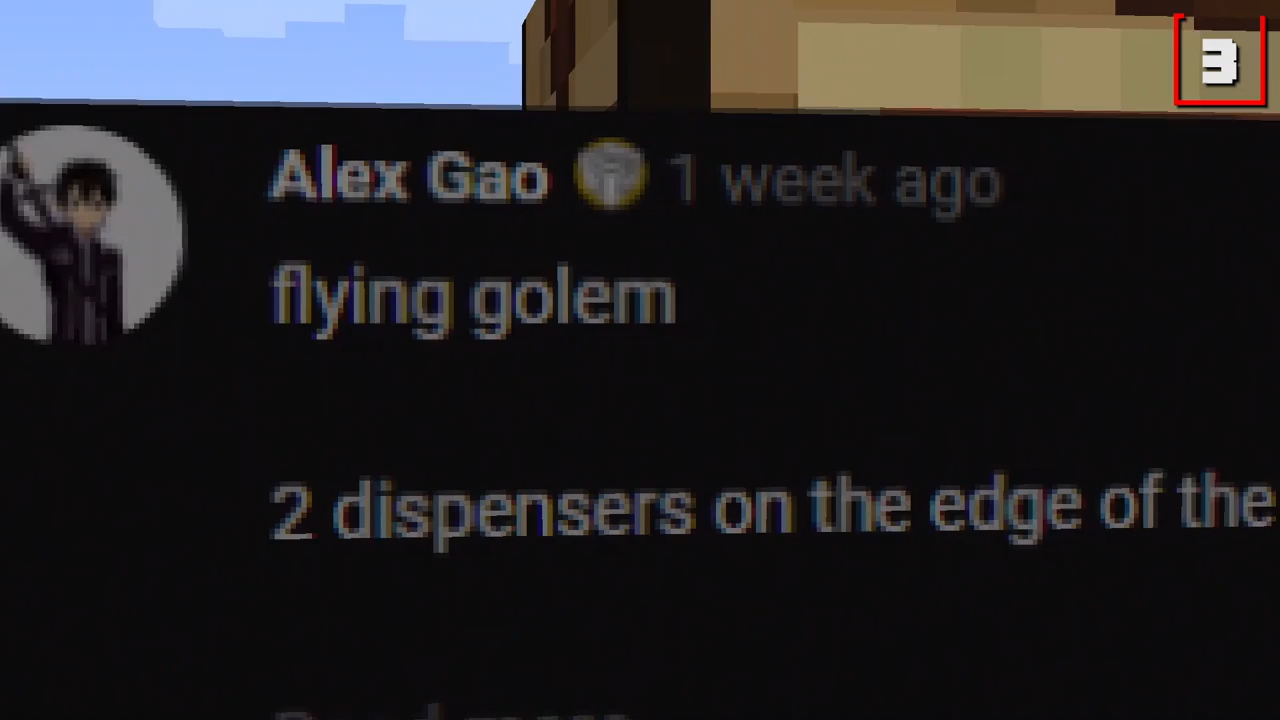 3
Alex Gao 1 week ago
flying golem
2 dispensers on the edge of the